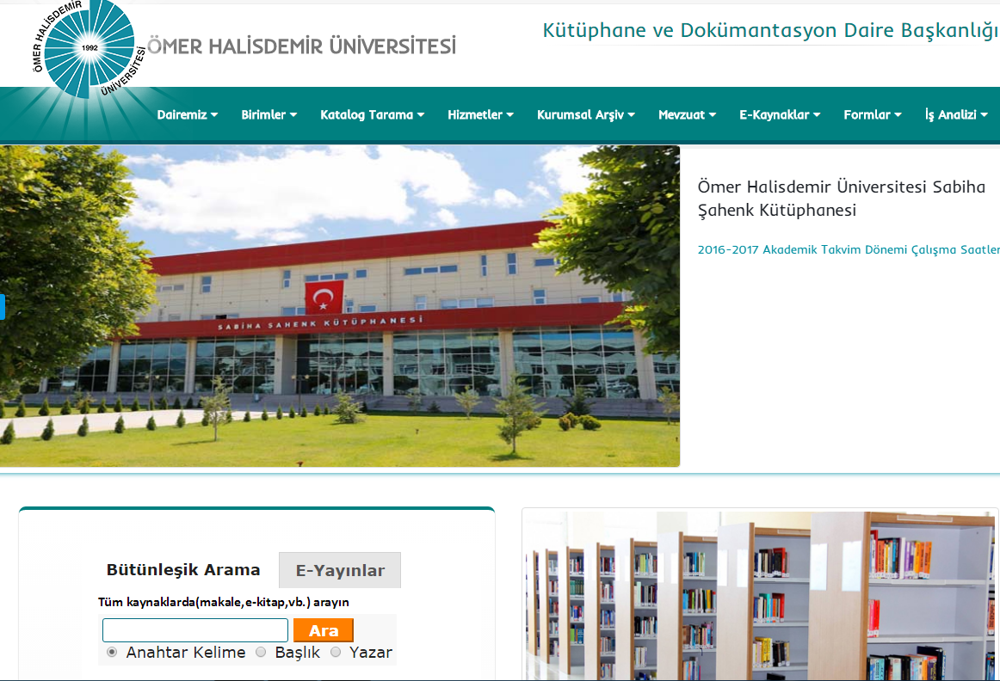 ÖMER HALİSDEMİR
ÜNİVERSİTESİ
1992
ÖMER HALİSDEMİR ÜNİVERSİTESİ
Kütüphane ve Dokümantasyon Daire Başkanlığı
Dairemiz Birimler Katalog Tarama Hizmetler Kurumsal Arşiv Mevzuat E-Kaynaklar Formlar İş Analizi
SABİHA ŞAHENK KÜTÜPHANESİ
Ömer Halisdemir Üniversitesi Sabiha
Şahenk Kütüphanesi
2016-2017 Akademik Takvim Dönemi Çalışma Saatler
Bütünleşik Arama E-Yayınlar
Tüm kaynaklarda(makale,e-kitap,vb.) arayın
Ara
Anahtar Kelime Başlık Yazar